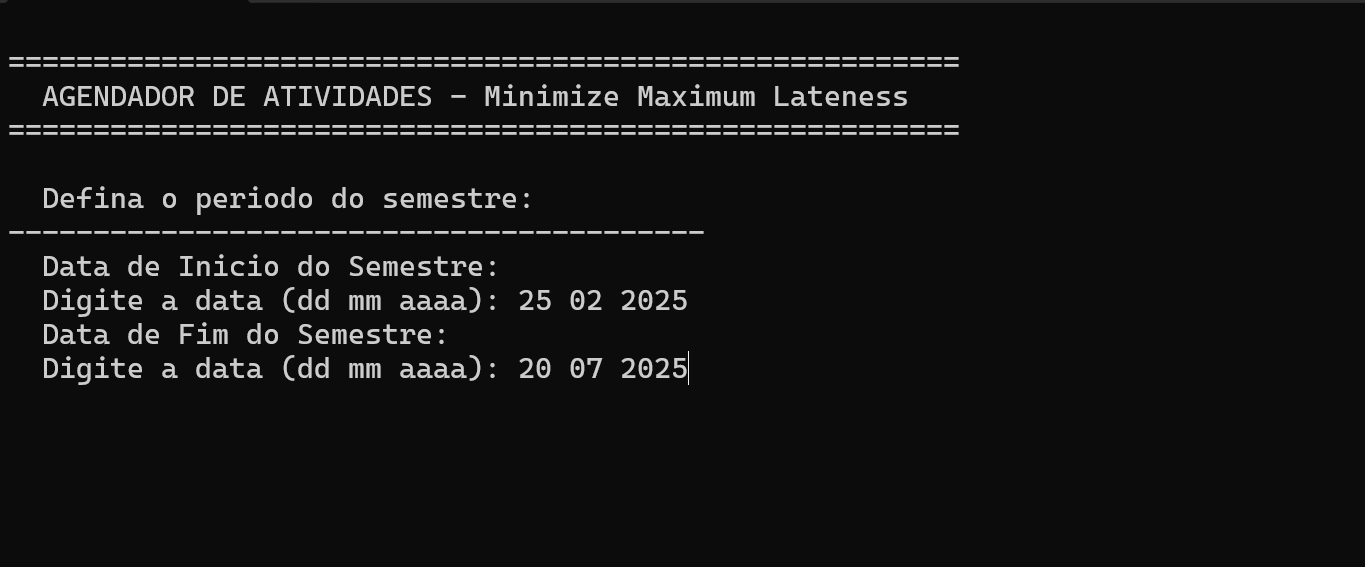 ========================================================
AGENDADOR DE ATIVIDADES - Minimize Maximum Lateness
========================================================
Defina o periodo do semestre:
-----------------------------------------
Data de Inicio do Semestre:
Digite a data (dd mm aaaa): 25 02 2025
Data de Fim do Semestre:
Digite a data (dd mm aaaa): 20 07 2025